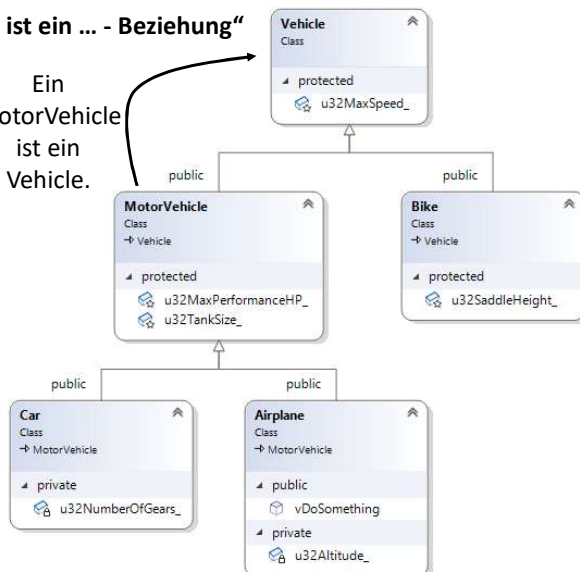 ist ein … - Beziehung“
Ein
otorVehicle
ist ein
Vehicle.
Vehicle
Class
protected
u32MaxSpeed_
public
public
MotorVehicle
Class
Vehicle
protected
u32MaxPerformanceHP_
u32TankSize_
Bike
Class
Vehicle
protected
u32SaddleHeight_
public
public
Car
Class
MotorVehicle
private
u32NumberOfGears_
Airplane
Class
MotorVehicle
public
vDoSomething
private
u32Altitude_